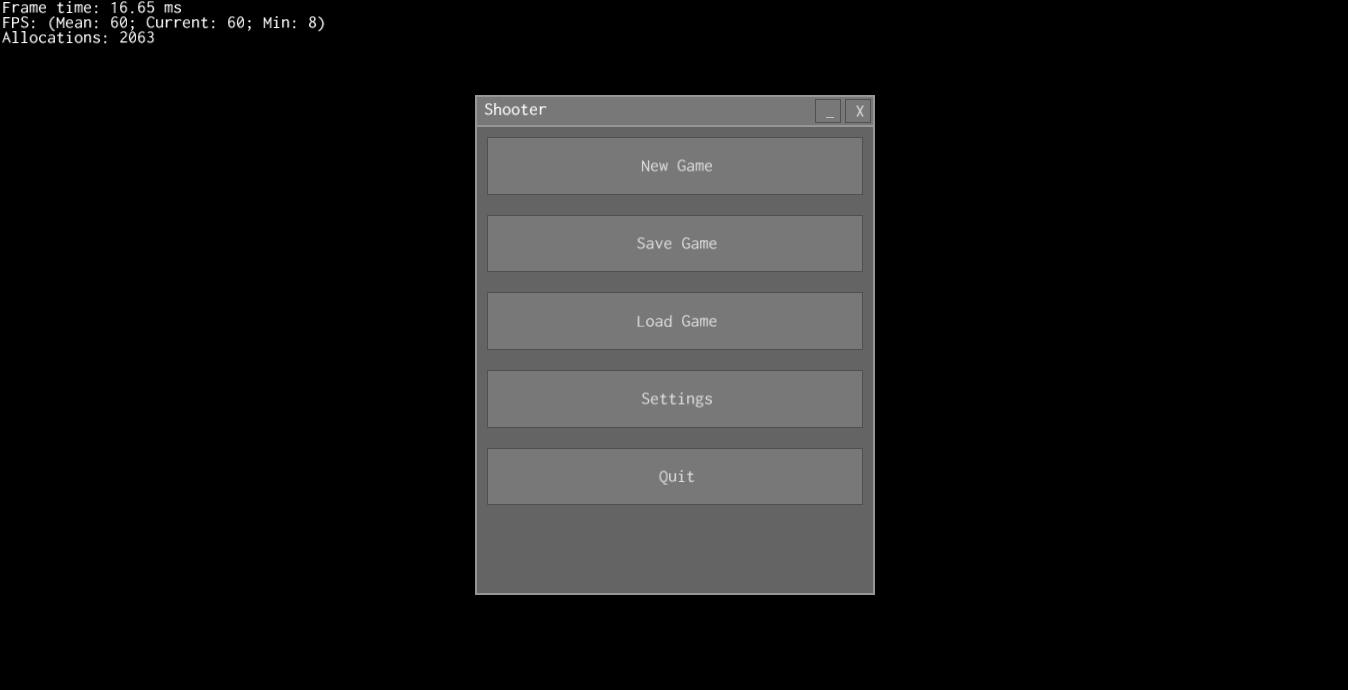 Frame time: 16.65 ms
FPS: (Mean: 60; Current: 60; Min: 8)
Allocations: 2063
Shooter _ X
New Game
Save Game
Load Game
Settings
Quit